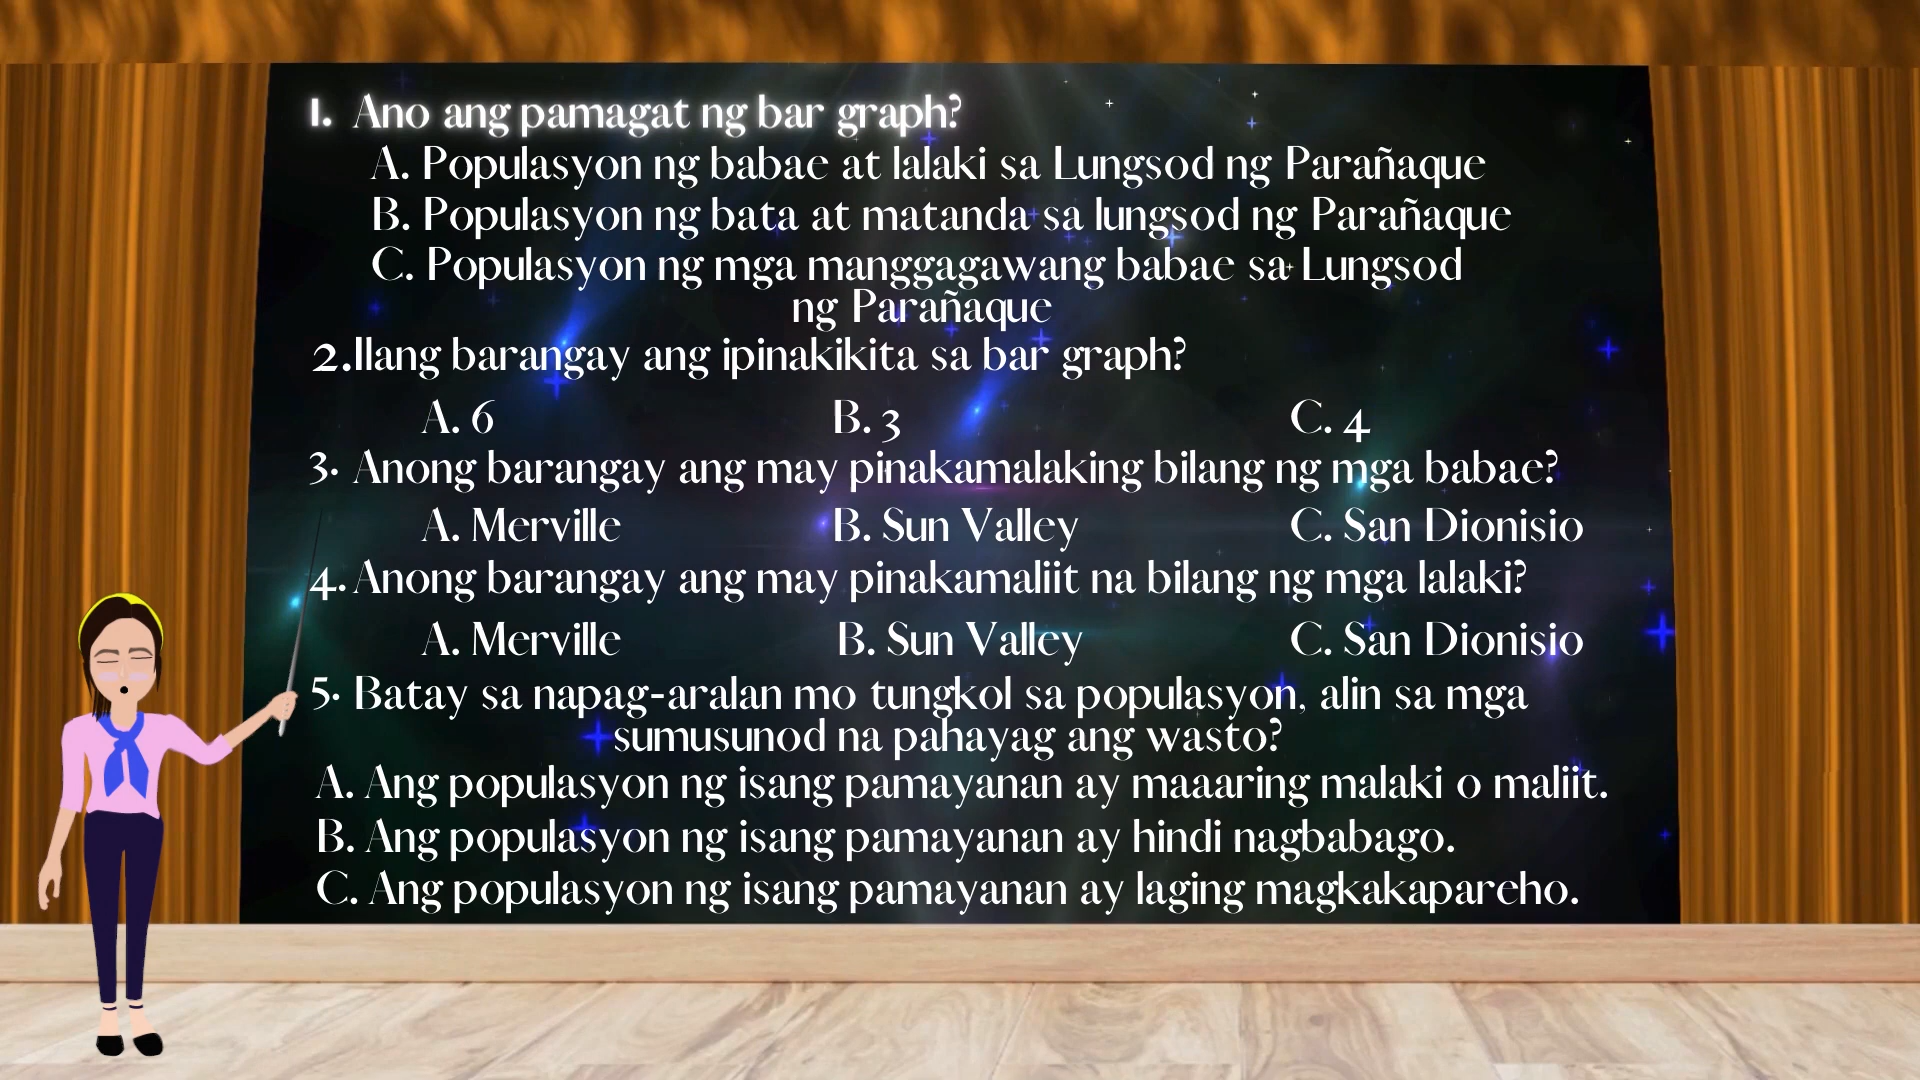 1. Ano ang pamagat ng bar graph?
A. Populasyon ng babae at lalaki sa Lungsod ng Parañaque
B. Populasyon ng bata at matanda sa lungsod ng Parañaque
C. Populasyon ng mga manggagawang babae sa Lungsod
ng Parañaque
2.Ilang barangay ang ipinakikita sa bar graph?
A. 6 B. 3 C. 4
3. Anong barangay ang may pinakamalaking bilang ng mga babae?
A. Merville B. Sun Valley C. San Dionisio
4. Anong barangay ang may pinakamaliit na bilang ng mga lalaki?
A. Merville B. Sun Valley C. San Dionisio
5. Batay sa napag-aralan mo tungkol sa populasyon, alin sa mga
sumusunod na pahayag ang wasto?
A. Ang populasyon ng isang pamayanan ay maaaring malaki o maliit.
B. Ang populasyon ng isang pamayanan ay hindi nagbabago.
C. Ang populasyon ng isang pamayanan ay laging magkakapareho.